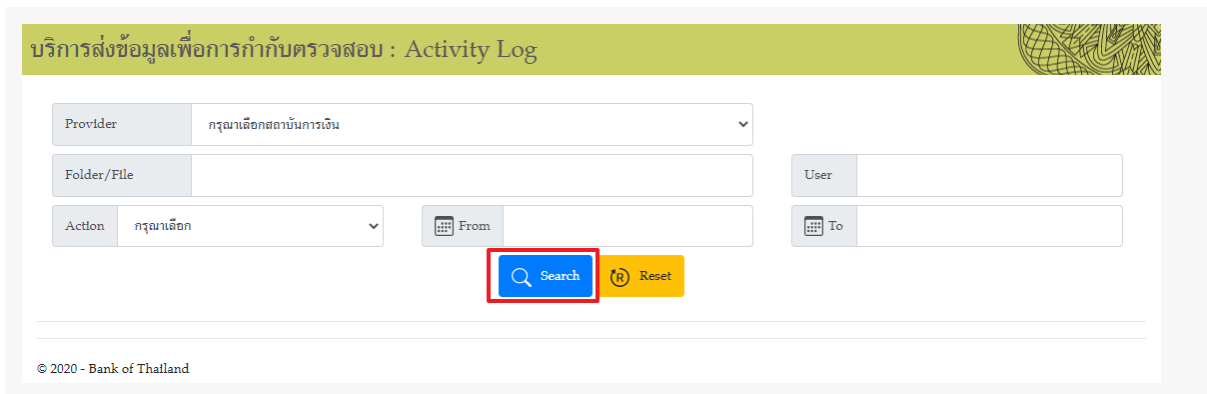 บริการส่งข้อมูลเพื่อการกำกับตรวจสอบ : Activity Log
Provider กรุณาเลือกสถาบันการเงิน
Folder/File User
Action กรุณาเลือก From To
Search Reset
© 2020 - Bank of Thailand